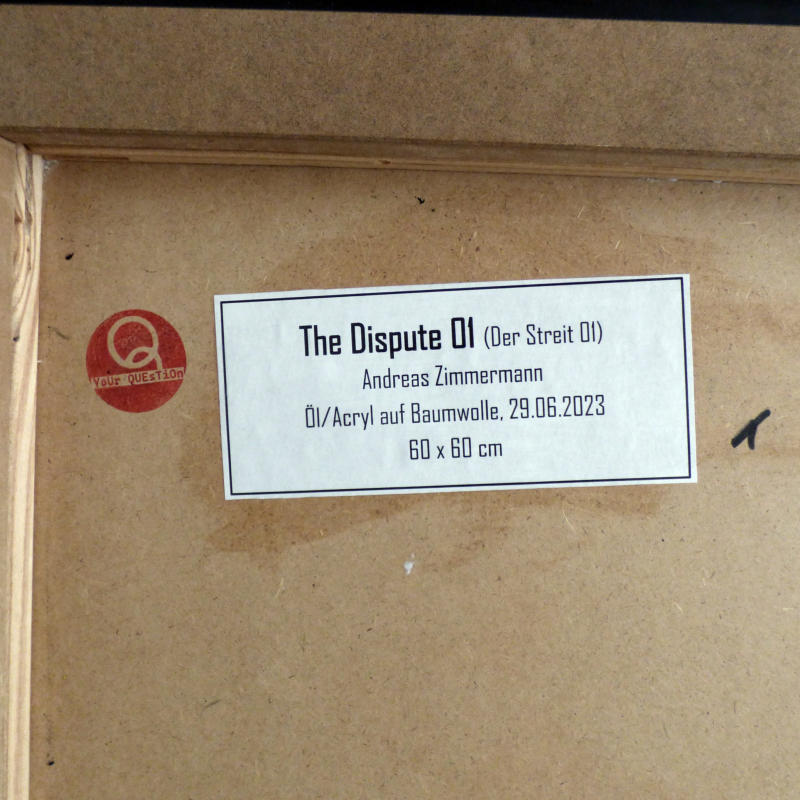 The Dispute 01 (Der Streit 01)
Andreas Zimmermann
Öl/Acryl auf Baumwolle, 29.06.2023
60 x 60 cm
Q
YoUr QUEsTiOn
1